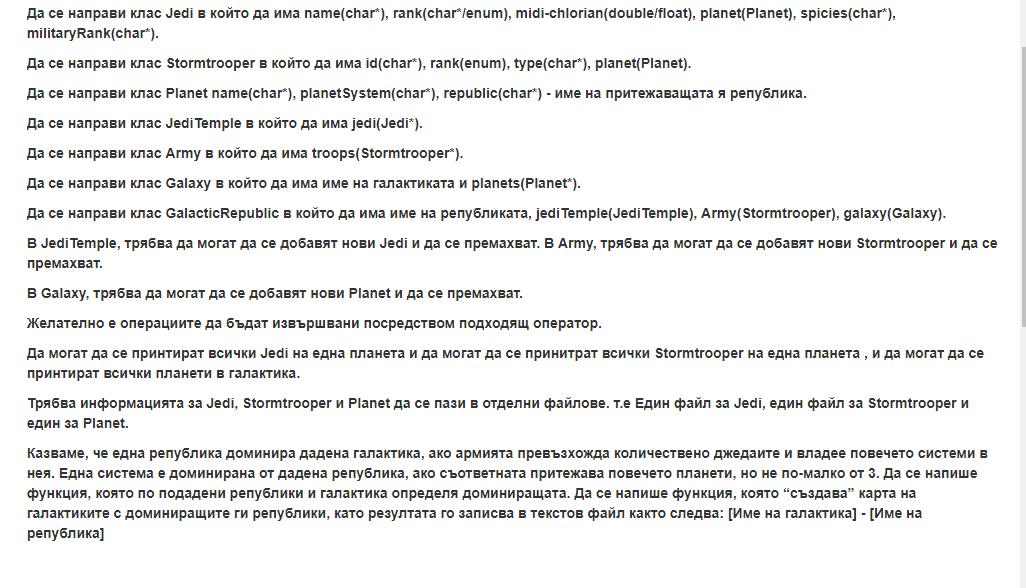 Да се направи клас Jedi в който да има name(char*), rank(char*/enum), midi-chlorian(double/float), planet(Planet), spicies(char*),
militaryRank(char*).
Да се направи клас Stormtrooper в който да има id(char*), rank(enum), type(char*), planet(Planet).
Да се направи клас Planet name(char*), planetSystem(char*), republic(char*) - име на притежаващата я република.
Да се направи клас JediTemple в който да има jedi(Jedi*).
Да се направи клас Army в който да има troops(Stormtrooper*).
Да се направи клас Galaxy в който да има име на галактиката и planets(Planet*).
Да се направи клас GalacticRepublic в който да има име на републиката, jediTemple(JediTemple), Army(Stormtrooper), galaxy(Galaxy).
В JediTemple, трябва да могат да се добавят нови Jedi и да се премахват. В Army, трябва да могат да се добавят нови Stormtrooper и да се
премахват.
В Galaxy, трябва да могат да се добавят нови Planet и да се премахват.
Желателно е операциите да бъдат извършвани посредством подходящ оператор.
Да могат да се принтират всички Jedi на една планета и да могат да се принитрат всички Stormtrooper на една планета , и да могат да се
принтират всички планети в галактика.
Трябва информацията за Jedi, Stormtrooper и Planet да се пази в отделни файлове. т.е Един файл за Jedi, един файл за Stormtrooper и
един за Planet.
Казваме, че една република доминира дадена галактика, ако армията превъзхожда количествено джедаите и владее повечето системи в
нея. Една система е доминирана от дадена република, ако съответната притежава повечето планети, но не по-малко от 3. Да се напише
функция, която по подадени републики и галактика определя доминиращата. Да се напише функция, която “създава” карта на
галактиките с доминиращите ги републики, като резултата го записва в текстов файл както следва: [Име на галактика] - [Име на
република]